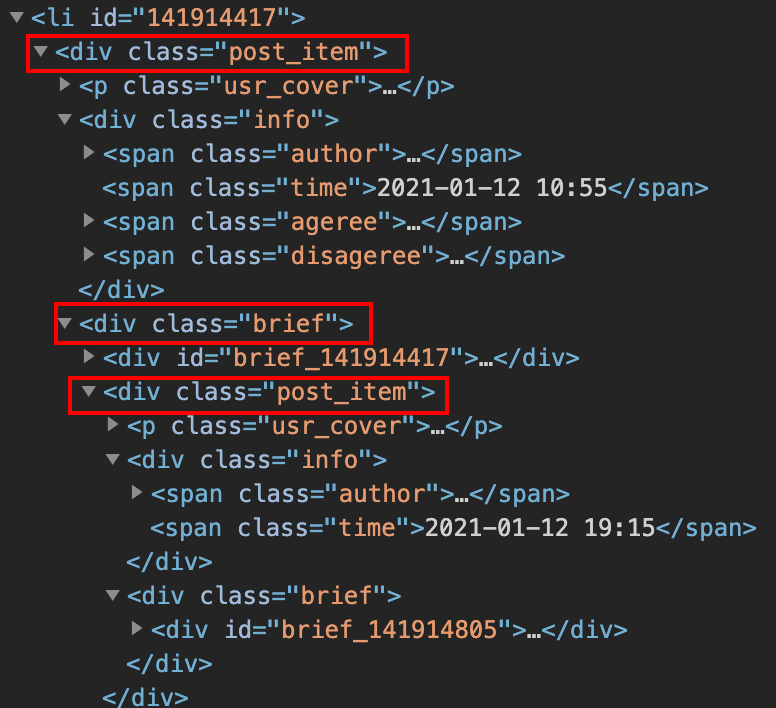 <li id="141914417">
<div class="post_item">
<p class="usr_cover">…</p>
<div class="info">
<span class="author">…</span>
<span class="time">2021-01-12 10:55</span>
<span class="ageree">…</span>
<span class="disageree">…</span>
</div>
<div class="brief">
<div id="brief_141914417">…</div>
<div class="post_item">
<p class="usr_cover">…</p>
<div class="info">
<span class="author">…</span>
<span class="time">2021-01-12 19:15</span>
</div>
<div class="brief">
<div id="brief_141914805">…</div>
</div>
</div>